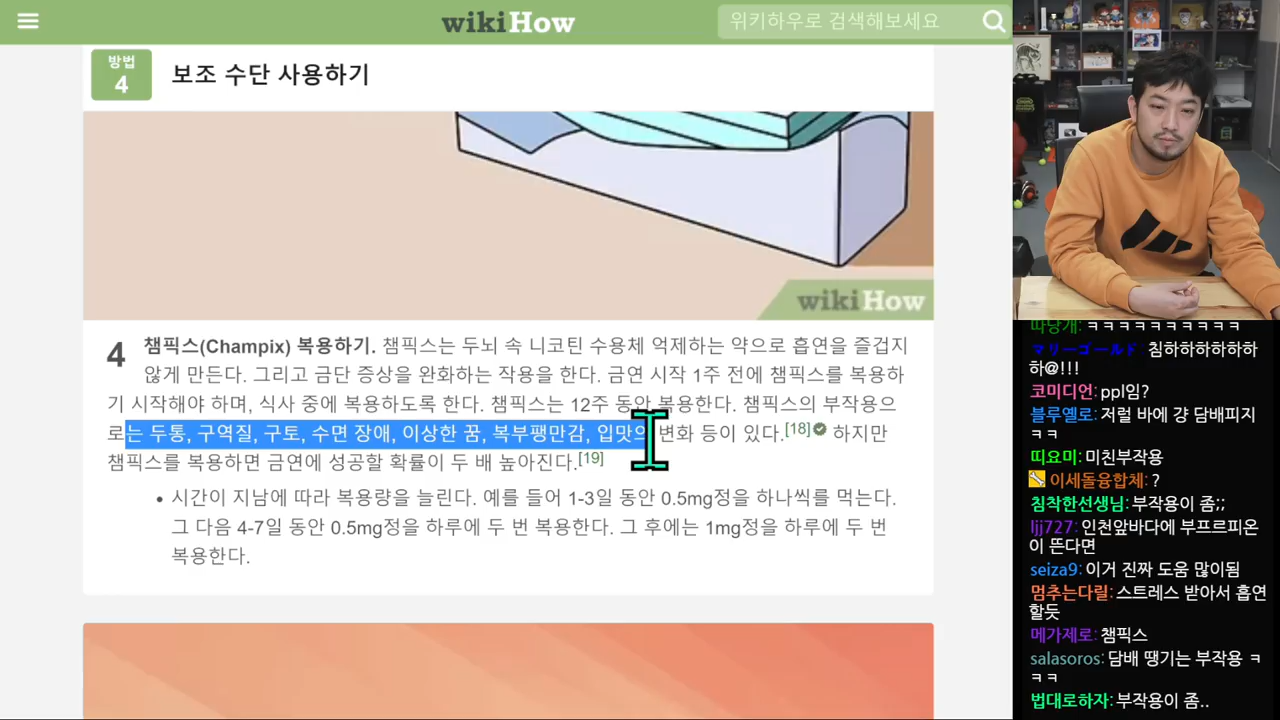 wikiHow
위키하우로 검색해보세요
방법
4
보조 수단 사용하기
wikiHow
4
챔픽스(Champix) 복용하기. 챔픽스는 두뇌 속 니코틴 수용체 억제하는 약으로 흡연을 즐겁지
않게 만든다. 그리고 금단 증상을 완화하는 작용을 한다. 금연 시작 1주 전에 챔픽스를 복용하
기 시작해야 하며, 식사 중에 복용하도록 한다. 챔픽스는 12주 동안 복용한다. 챔픽스의 부작용으
로는 두통, 구역질, 구토, 수면 장애, 이상한 꿈, 복부팽만감, 입맛의 변화 등이 있다.[18] 하지만
챔픽스를 복용하면 금연에 성공할 확률이 두 배 높아진다.[19]
• 시간이 지남에 따라 복용량을 늘린다. 예를 들어 1-3일 동안 0.5mg정을 하나씩를 먹는다.
그 다음 4-7일 동안 0.5mg정을 하루에 두 번 복용한다. 그 후에는 1mg정을 하루에 두 번
복용한다.
따당개: ㅋㅋㅋㅋㅋㅋㅋㅋㅋㅋ
マリーゴールド: 침하하하하하하
하@!!!
코미디언: ppl임?
블루옐로: 저럴 바에 걍 담배피지
ㅋㅋ
띠요미: 미친부작용
이세돌융합체: ?
침착한선생님: 부작용이 좀;;
ljj727: 인천앞바다에 부프르피온
이 뜬다면
seiza9: 이거 진짜 도움 많이됨
멈추는다릴: 스트레스 받아서 흡연
할듯
메가제로: 챔픽스
salasoros: 담배 땡기는 부작용 ㅋ
ㅋㅋ
법대로하자: 부작용이 좀..